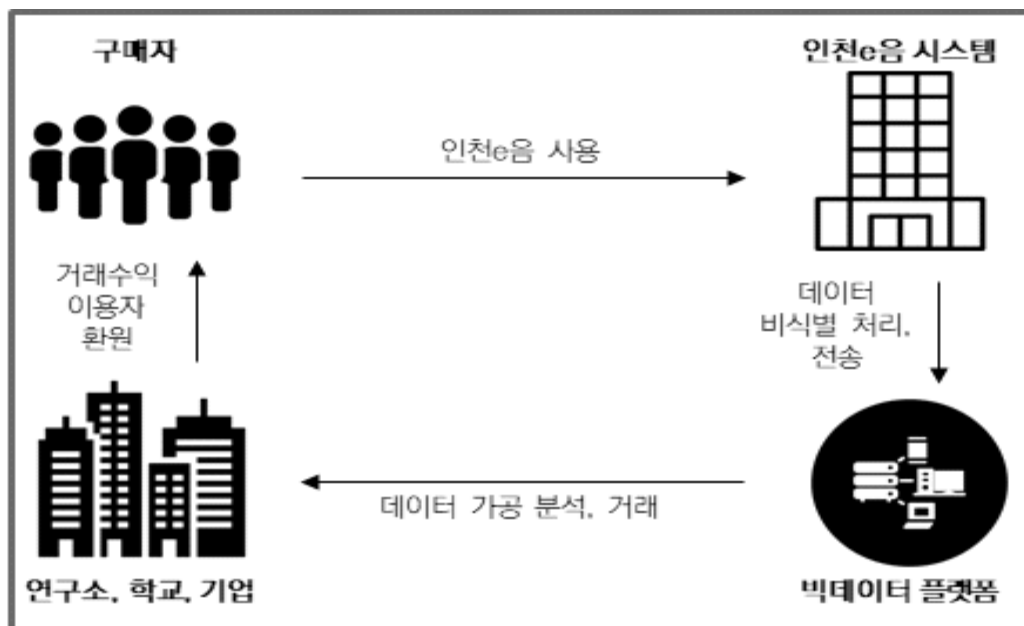 구매자
인천e음 시스템
인천e음 사용
거래수익
이용자
환원
데이터
비식별 처리,
전송
데이터 가공 분석, 거래
연구소, 학교, 기업
빅데이터 플랫폼